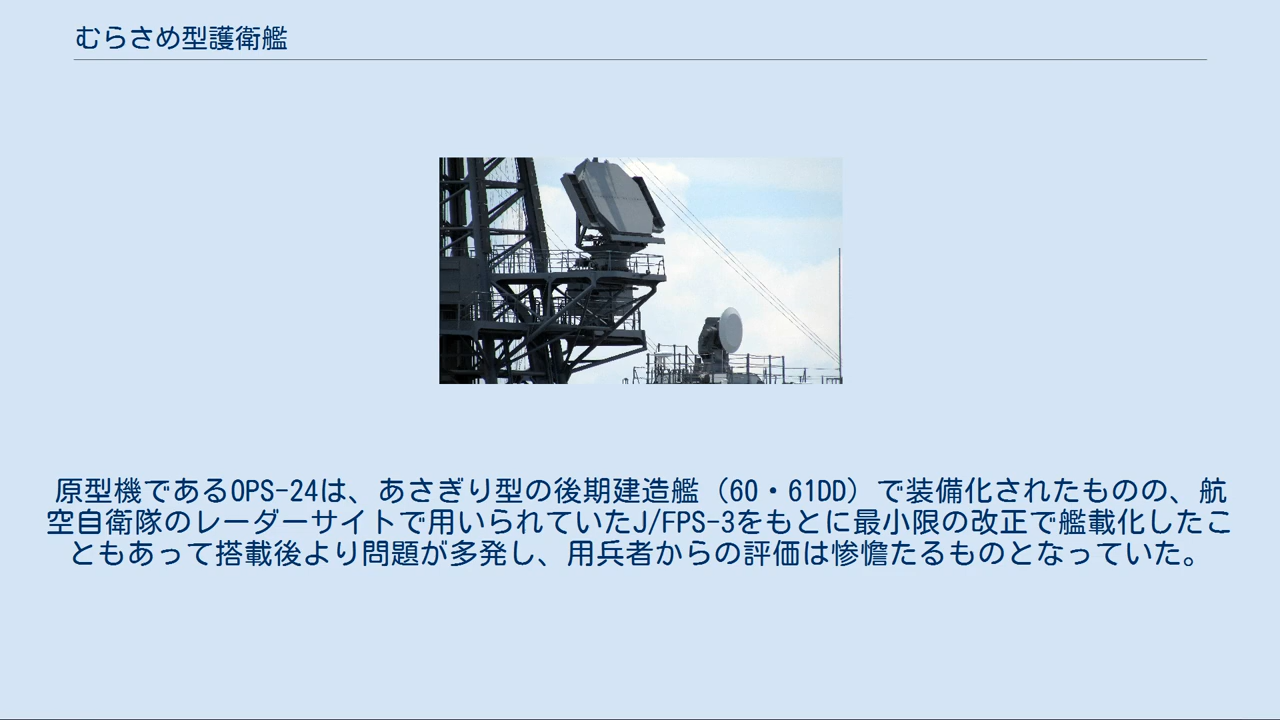 むらさめ型護衛艦
原型機であるOPS-24は、あさぎり型の後期建造艦（60・61DD）で装備化されたものの、航
空自衛隊のレーダーサイトで用いられていたJ/FPS-3をもとに最小限の改正で艦載化したこ
ともあって搭載後より問題が多発し、用兵者からの評価は惨憺たるものとなっていた。